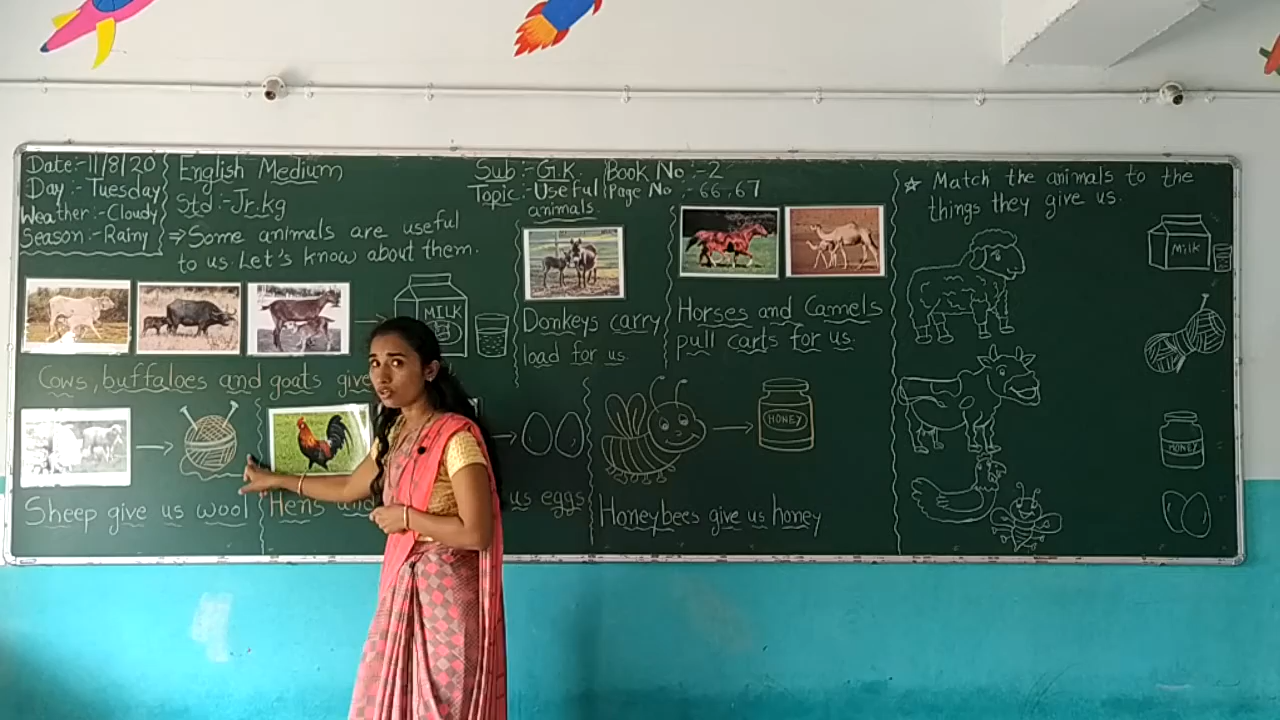 Date:-11/8/20
Day:-Tuesday
Weather:-Cloudy
Season:-Rainy
English Medium
Std:-Jr.kg
Sub:-G.K.
Topic:-Useful
animals.
Book No:-2
Page No:-66,67
⇒Some animals are useful
to us. Let's know about them.
MILK
Cows, buffaloes and goats give
Donkeys carry
load for us.
Horses and Camels
pull carts for us.
Sheep give us wool
Hens and
us eggs
HONEY
Honeybees give us honey
☆ Match the animals to the
things they give us.
MILK
HONEY